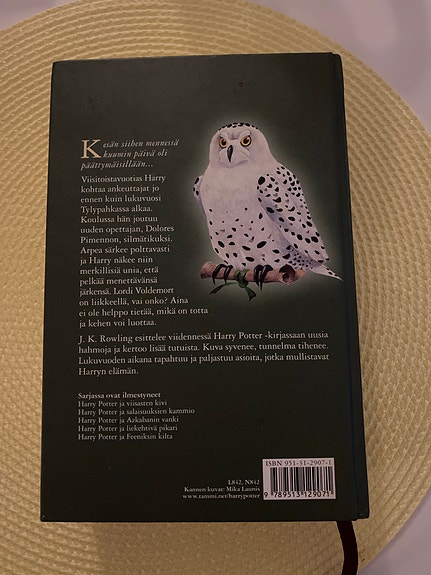 Kesän siihen mennessä
kuumin päivä oli
päättymäisillään...
Viisitoistavuotias Harry
kohtaa ankeuttajat jo
ennen kuin lukuvuosi
Tylypahkassa alkaa.
Koulussa hän joutuu
uuden opettajan, Dolores
Pimennon, silmätikuksi.
Arpea särkee polttavasti
ja Harry näkee niin
merkillisiä unia, että
pelkää menettävänsä
järkensä. Lordi Voldemort
on liikkeellä, vai onko? Aina
ei ole helppo tietää, mikä on totta
ja kehen voi luottaa.
J. K. Rowling esittelee viidennessä Harry Potter -kirjassaan uusia
hahmoja ja kertoo lisää tutuista. Kuva syvenee, tunnelma tihenee.
Lukuvuoden aikana tapahtuu ja paljastuu asioita, jotka mullistavat
Harryn elämän.
Sarjassa ovat ilmestyneet
Harry Potter ja viisasten kivi
Harry Potter ja salaisuuksien kammio
Harry Potter ja Azkabanin vanki
Harry Potter ja liekehtivä pikari
Harry Potter ja Feeniksin kilta
L842, N842
Kannen kuvat: Mika Launis
www.tammi.net/harrypotter
ISBN 951-31-2907-1
9 789513 129071